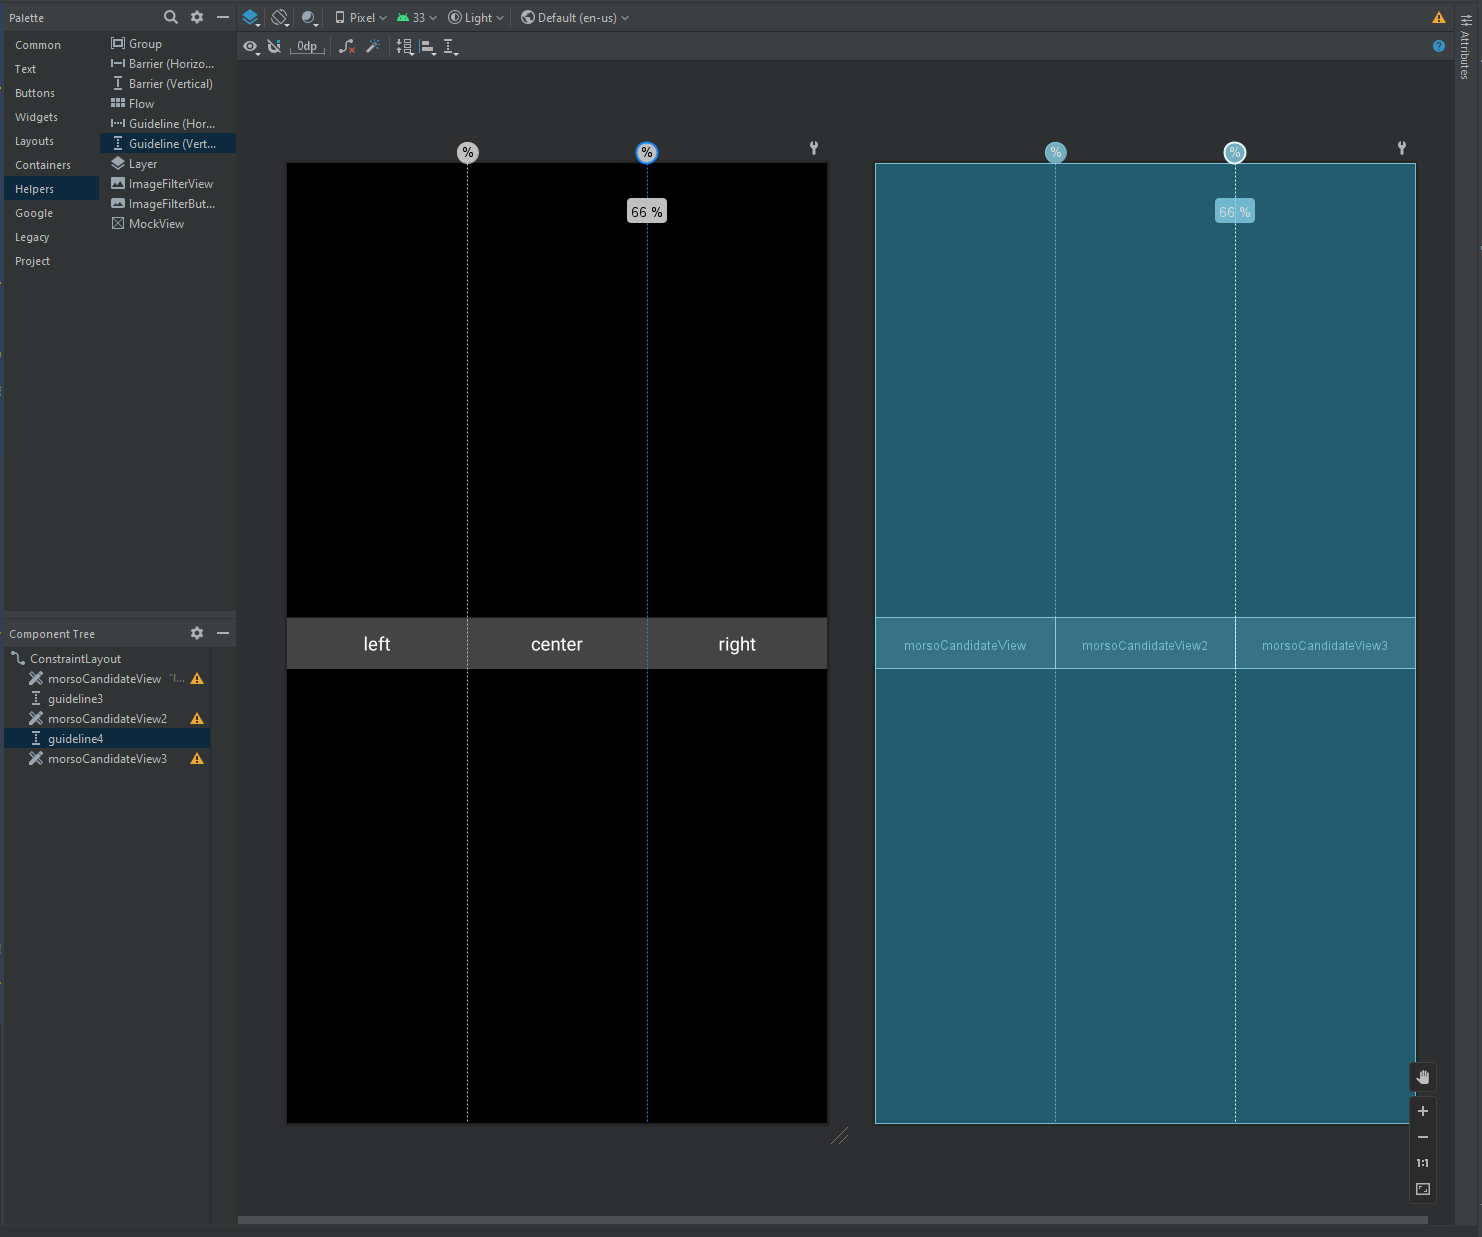 Palette
Pixel
33
Light
Default (en-us)
0dp
Attributes
Common
Text
Buttons
Widgets
Layouts
Containers
Helpers
Google
Legacy
Project
Group
Barrier (Horizo...
Barrier (Vertical)
Flow
Guideline (Hor...
Guideline (Vert...
Layer
ImageFilterView
ImageFilterBut...
MockView
%
%
%
%
66 %
66 %
left
center
right
morsoCandidateView
morsoCandidateView2
morsoCandidateView3
Component Tree
ConstraintLayout
morsoCandidateView "l...
guideline3
morsoCandidateView2
guideline4
morsoCandidateView3
1:1